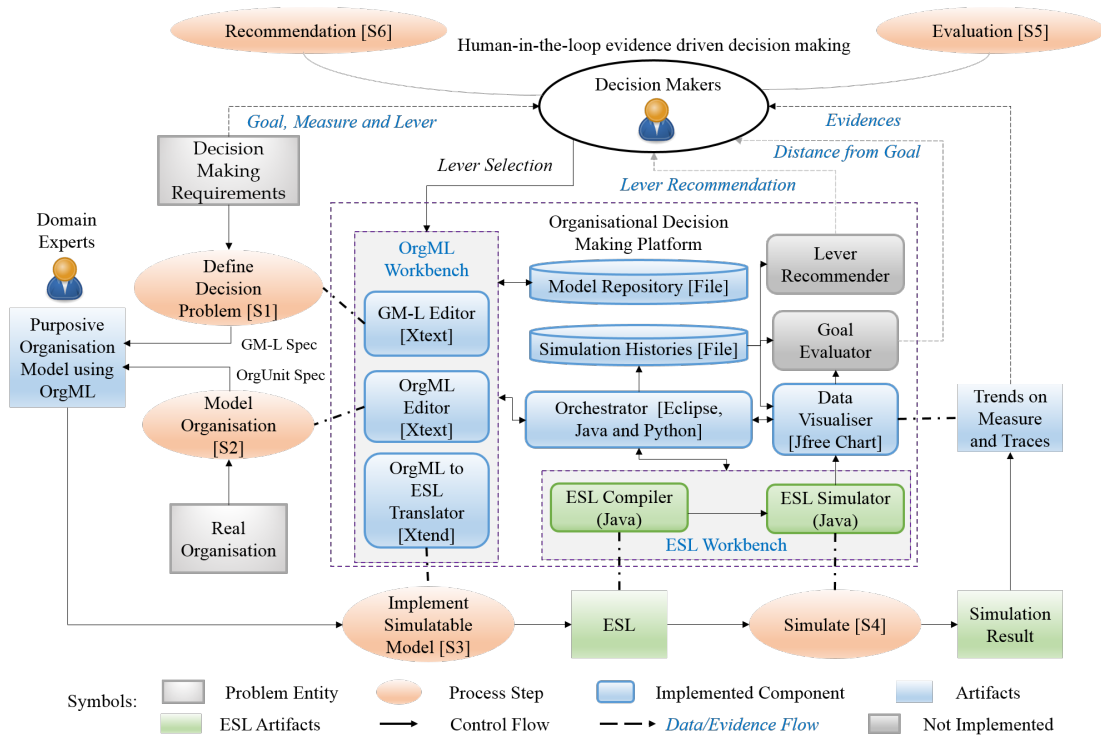 Recommendation [S6]
Evaluation [S5]
Human-in-the-loop evidence driven decision making
Decision Makers
Goal, Measure and Lever
Evidences
Decision
Making
Requirements
Distance from Goal
Lever Selection
Lever Recommendation
Domain
Experts
Organisational Decision
Making Platform
OrgML
Workbench
Lever
Recommender
Define
Decision
Problem [S1]
Model Repository [File]
GM-L Editor
[Xtext]
Purposive
Organisation
Model using
OrgML
GM-L Spec
Simulation Histories [File]
Goal
Evaluator
OrgUnit Spec
OrgML
Editor
[Xtext]
Model
Organisation
[S2]
Orchestrator [Eclipse,
Java and Python]
Data
Visualiser
[Jfree Chart]
Trends on
Measure
and Traces
OrgML to
ESL
Translator
[Xtend]
ESL Compiler
(Java)
ESL Simulator
(Java)
ESL Workbench
Real
Organisation
Implement
Simulatable
Model [S3]
ESL
Simulate [S4]
Simulation
Result
Symbols:
Problem Entity
Process Step
Implemented Component
Artifacts
ESL Artifacts
Control Flow
Data/Evidence Flow
Not Implemented